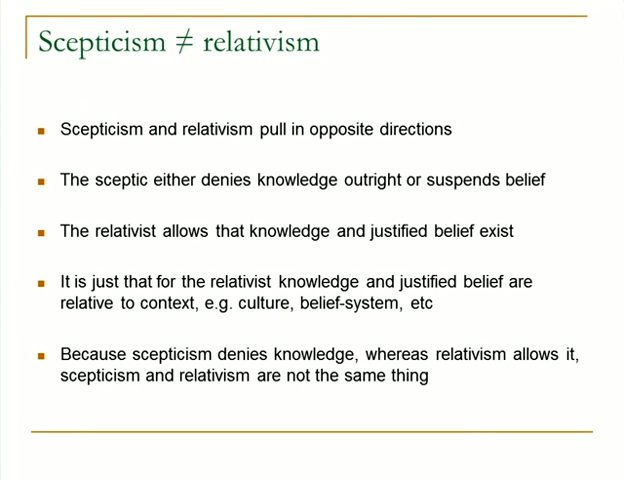 Scepticism ≠ relativism
Scepticism and relativism pull in opposite directions
The sceptic either denies knowledge outright or suspends belief
The relativist allows that knowledge and justified belief exist
It is just that for the relativist knowledge and justified belief are
relative to context, e.g. culture, belief-system, etc
Because scepticism denies knowledge, whereas relativism allows it,
scepticism and relativism are not the same thing